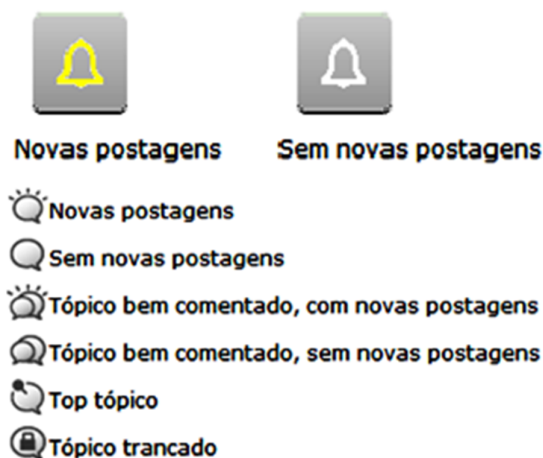 Novas postagens Sem novas postagens
Novas postagens
Sem novas postagens
Tópico bem comentado, com novas postagens
Tópico bem comentado, sem novas postagens
Top tópico
Tópico trancado